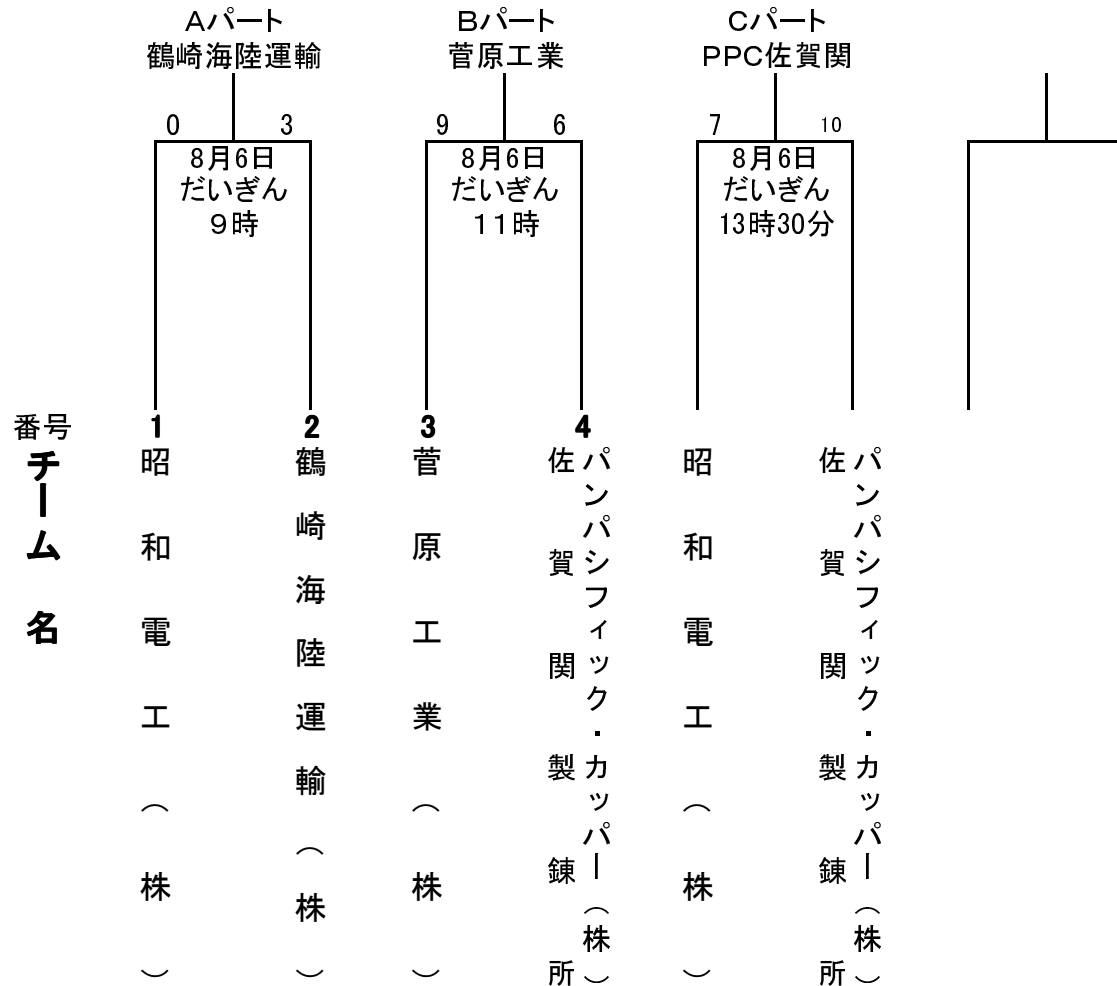 Aパート
鶴崎海陸運輸
Bパート
菅原工業
Cパート
PPC佐賀関
0 3
8月6日
だいぎん
9時
9 6
8月6日
だいぎん
11時
7 10
8月6日
だいぎん
13時30分
番号 1 2 3 4
チーム名
昭和電工(株)
鶴崎海陸運輸(株)
菅原工業(株)
パンパシフィック・カッパー(株)
佐賀関製錬所
昭和電工(株)
パンパシフィック・カッパー(株)
佐賀関製錬所